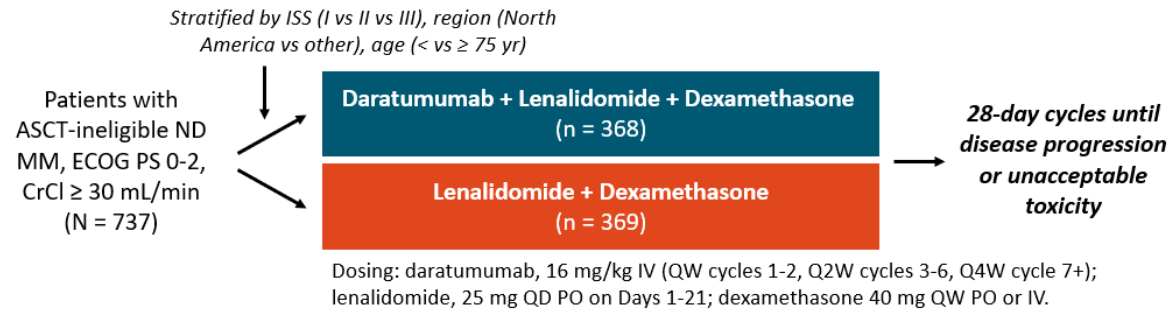 Stratified by ISS (I vs II vs III), region (North
America vs other), age (< vs ≥ 75 yr)
Patients with
ASCT-ineligible ND
MM, ECOG PS 0-2,
CrCl ≥ 30 mL/min
(N = 737)
Daratumumab + Lenalidomide + Dexamethasone
(n = 368)
Lenalidomide + Dexamethasone
(n = 369)
28-day cycles until
disease progression
or unacceptable
toxicity
Dosing: daratumumab, 16 mg/kg IV (QW cycles 1-2, Q2W cycles 3-6, Q4W cycle 7+);
lenalidomide, 25 mg QD PO on Days 1-21; dexamethasone 40 mg QW PO or IV.